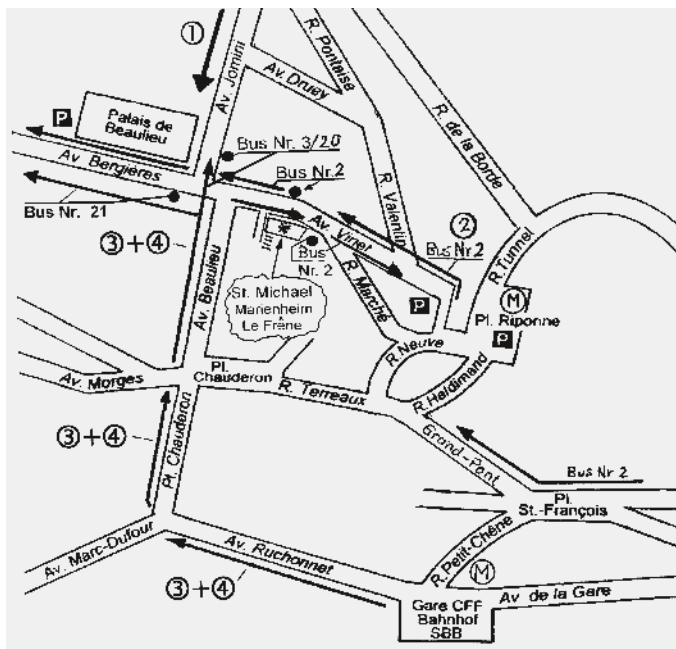 ①
Av. Jomini
R. Pontaise
Av. Druey
R. de la Borde
P
Palais de
Beaulieu
Bus Nr. 3/20
Av. Bergières
Bus Nr.2
R. Valentin
Bus Nr. 21
③+④
Av. Vinet
②
Bus Nr.2
Bus
Nr. 2
R. Tunnel
Av. Beaulieu
St. Michael
Marienheim
Le Frêne
R. Marché
P
M
Pl. Riponne
P
R. Neuve
Pl.
Chauderon
Av. Morges
R. Terreaux
R. Haldimand
③+④
Pl. Chauderon
Grand-Pont
Bus Nr 2
Pl.
St.-François
Av. Marc-Dufour
Av. Ruchonnet
R. Petit-Chêne
M
③+④
Gare CFF
Bahnhof
SBB
Av. de la Gare